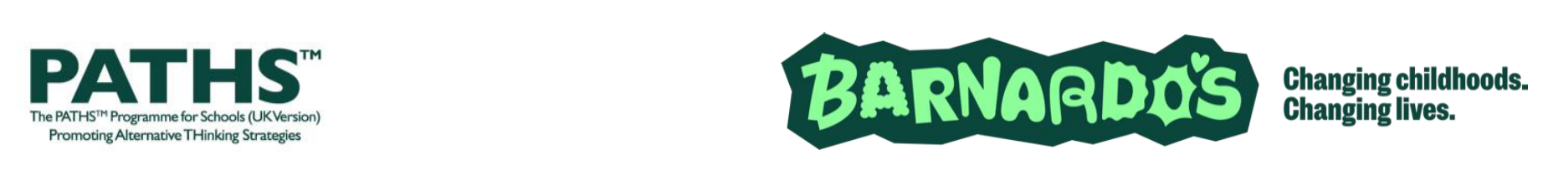 PATHS™
The PATHS™ Programme for Schools (UK Version)
Promoting Alternative THinking Strategies
BARNARDO'S
Changing childhoods.
Changing lives.